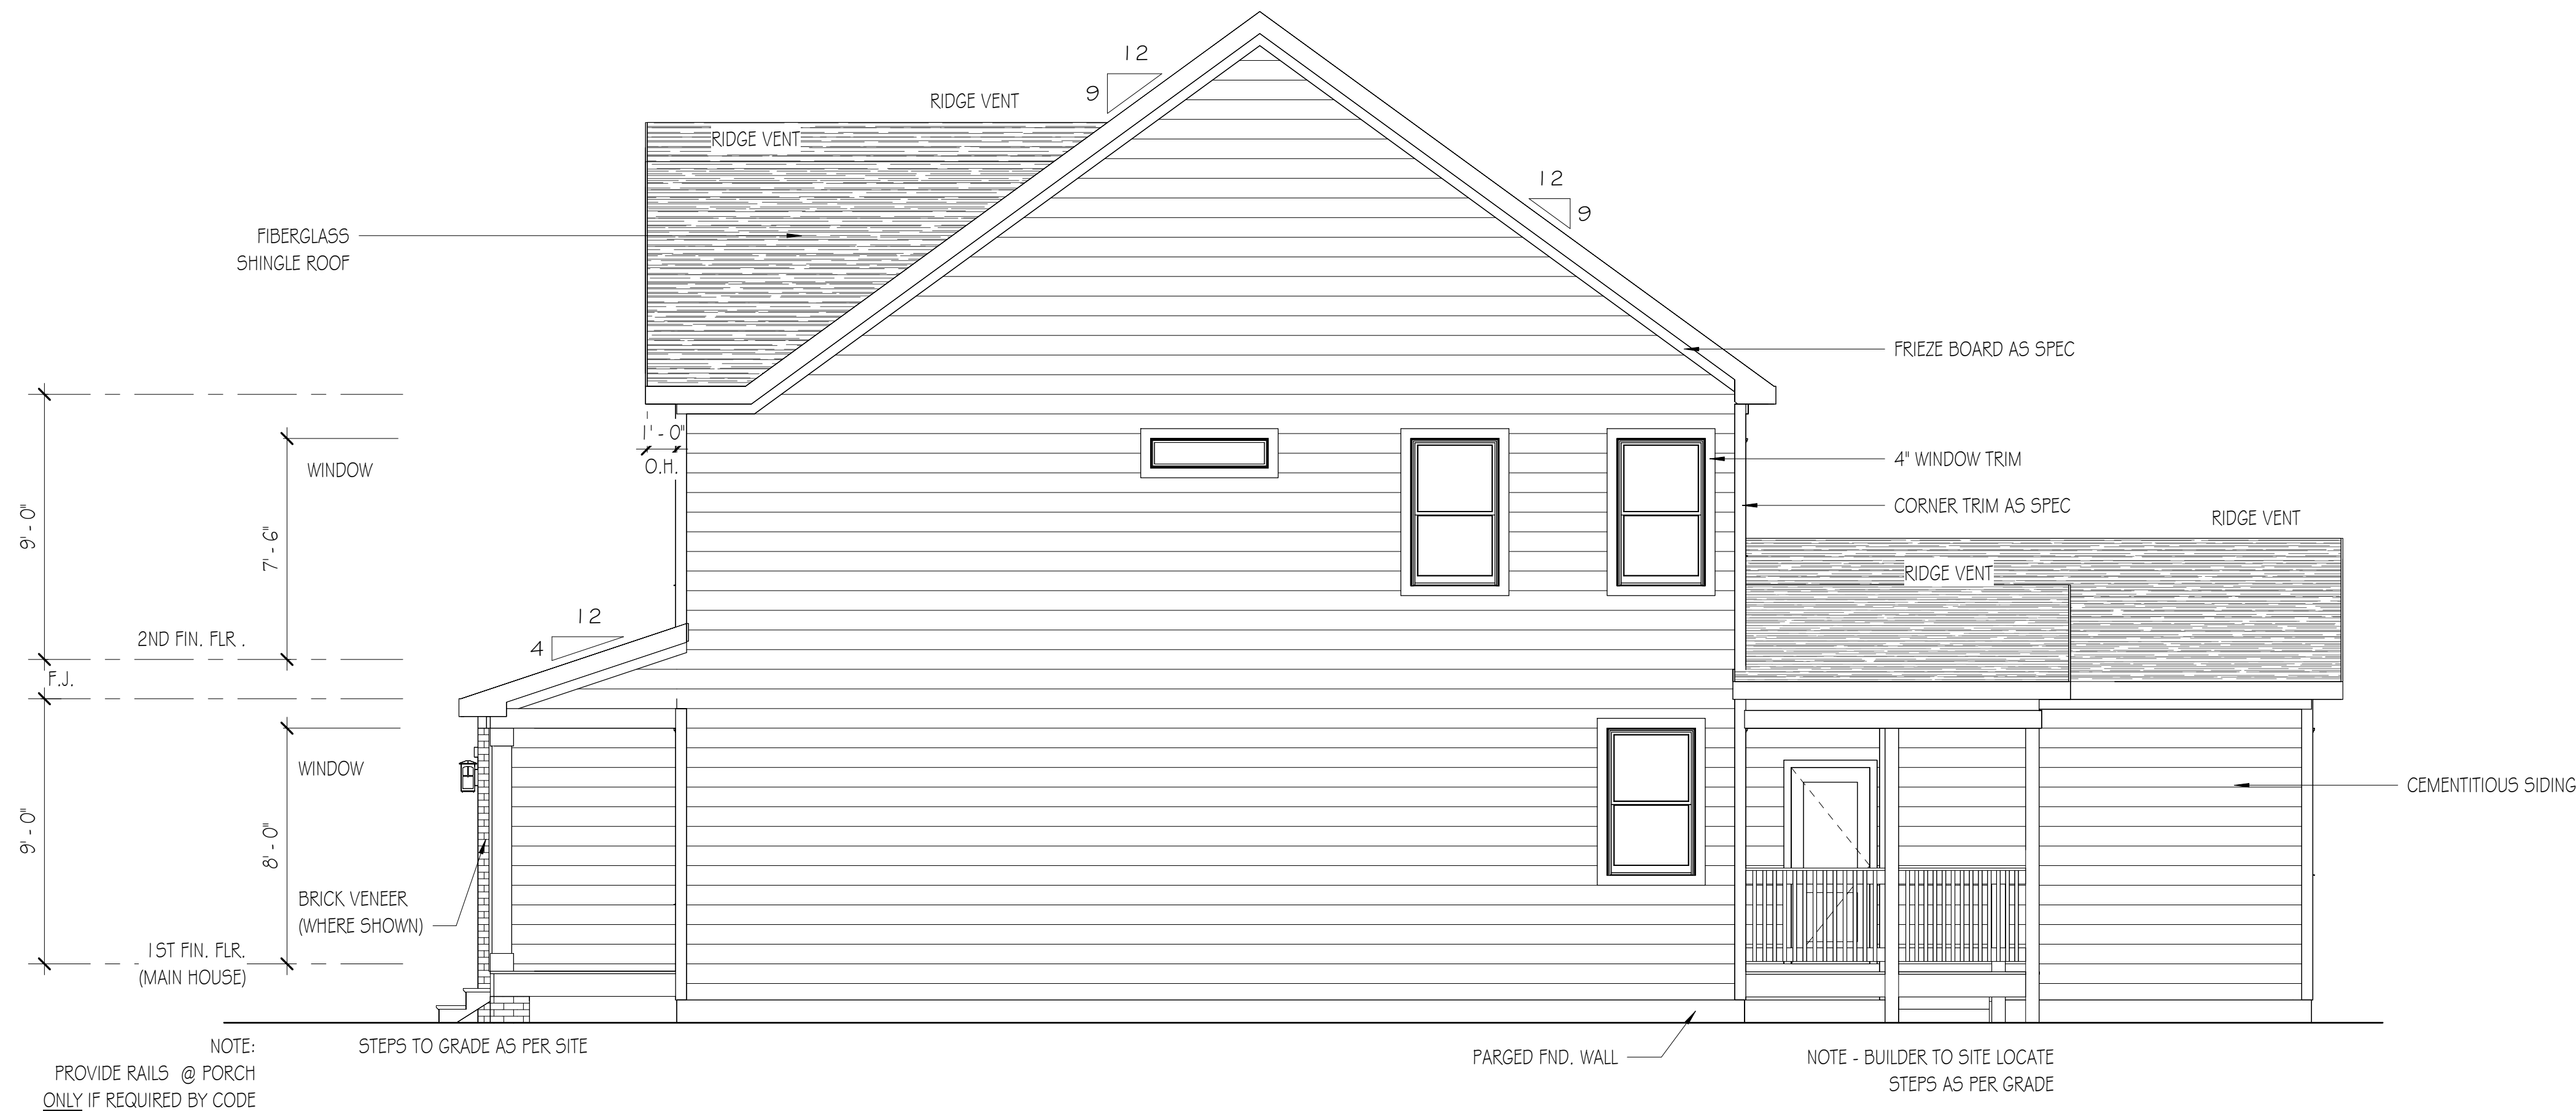 12
9
RIDGE VENT
RIDGE VENT
12
9
FIBERGLASS
SHINGLE ROOF
FRIEZE BOARD AS SPEC
1' - 0"
O.H.
WINDOW
4" WINDOW TRIM
CORNER TRIM AS SPEC
RIDGE VENT
9' - 0"
7' - 6"
RIDGE VENT
12
4
2ND FIN. FLR .
F.J.
WINDOW
CEMENTITIOUS SIDING
9' - 0"
8' - 0"
BRICK VENEER
(WHERE SHOWN)
1ST FIN. FLR.
(MAIN HOUSE)
NOTE:
PROVIDE RAILS @ PORCH
ONLY IF REQUIRED BY CODE
STEPS TO GRADE AS PER SITE
PARGED FND. WALL
NOTE - BUILDER TO SITE LOCATE
STEPS AS PER GRADE